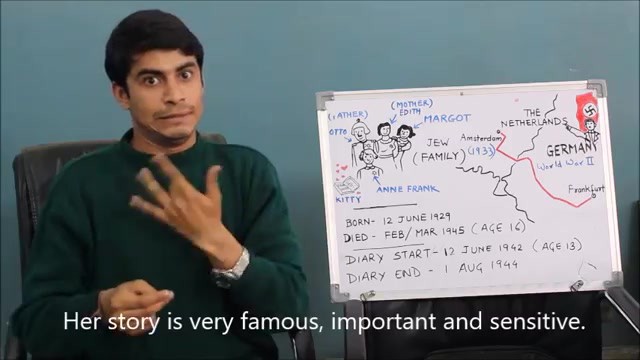 (FATHER)
OTTO
(MOTHER)
EDITH
MARGOT
JEW
(FAMILY)
ANNE FRANK
KITTY
THE
NETHERLANDS
Amsterdam
(1933)
GERMANY
World War II
Frankfurt
BORN- 12 JUNE 1929
DIED - FEB/MAR 1945 (AGE 16)
DIARY START- 12 JUNE 1942 (AGE 13)
DIARY END - 1 AUG 1944
Her story is very famous, important and sensitive.